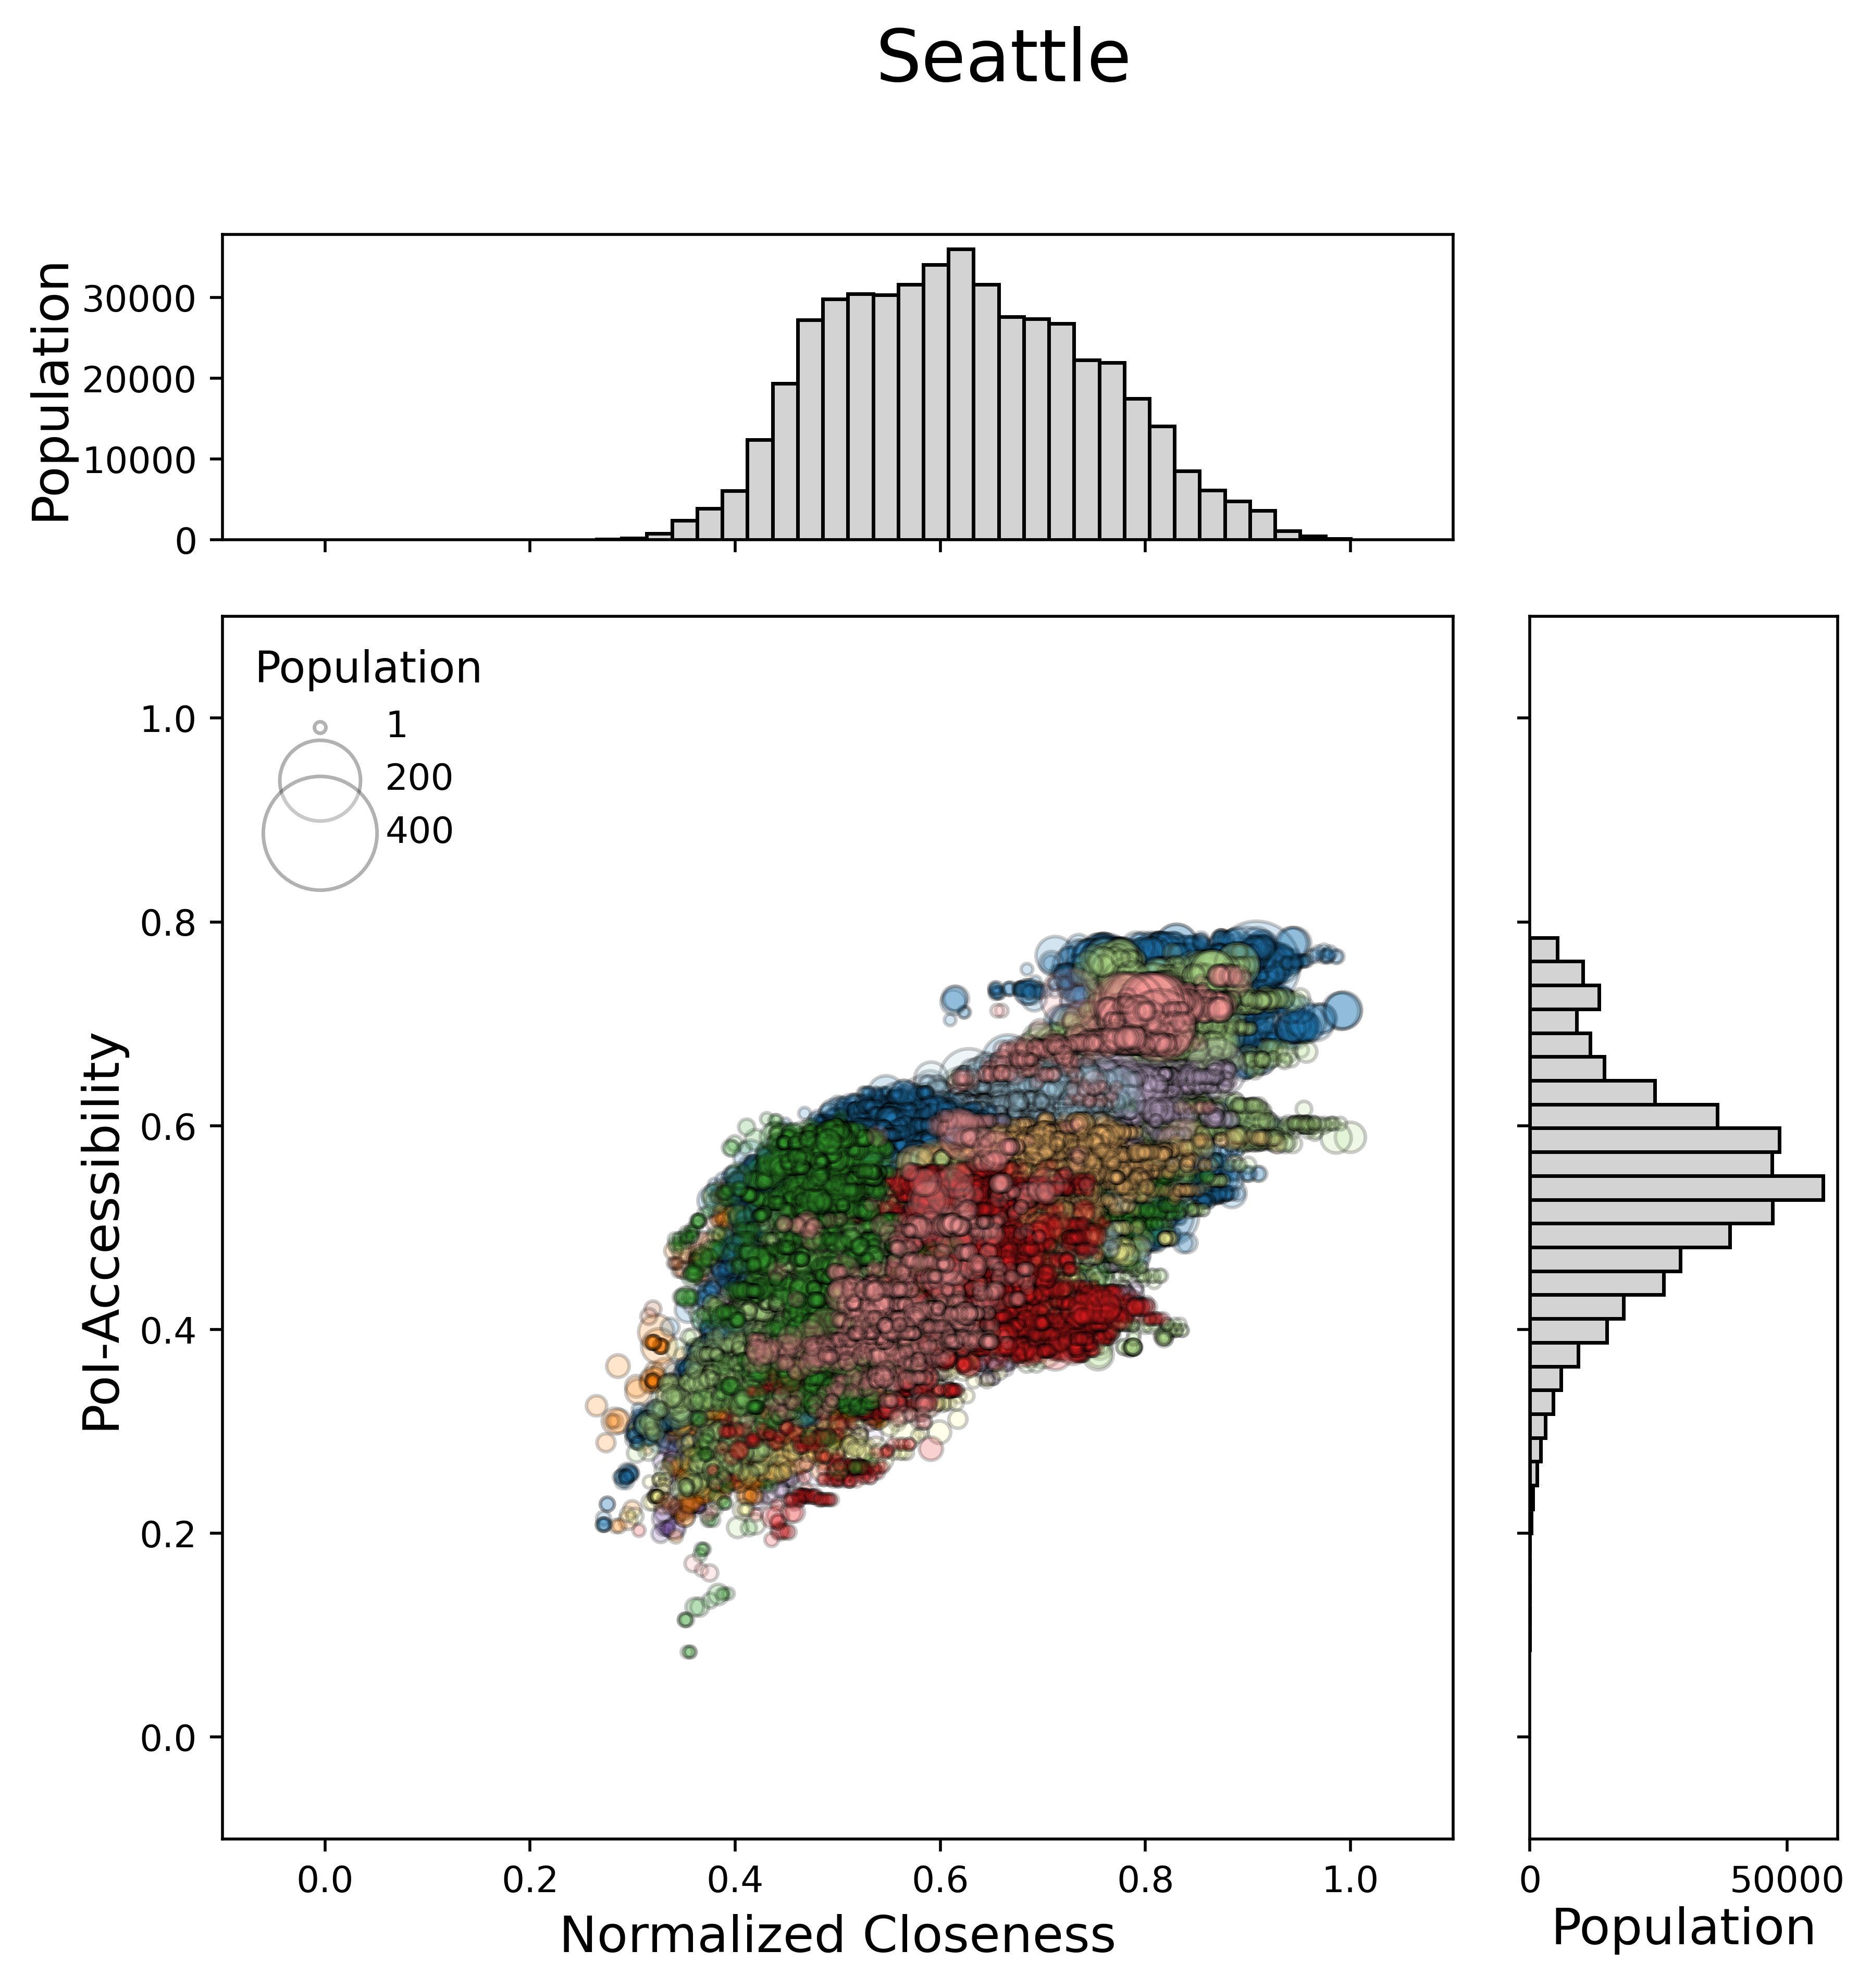 Seattle
Population
30000
20000
10000
0
Population
1
200
400
PoI-Accessibility
1.0
0.8
0.6
0.4
0.2
0.0
0.0 0.2 0.4 0.6 0.8 1.0
Normalized Closeness
0 50000
Population